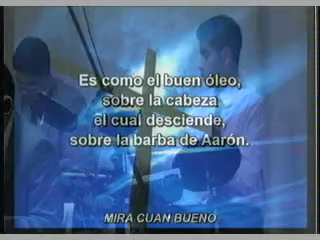 Es como el buen óleo,
sobre la cabeza
el cual desciende,
sobre la barba de Aarón.
MIRA CUAN BUENO